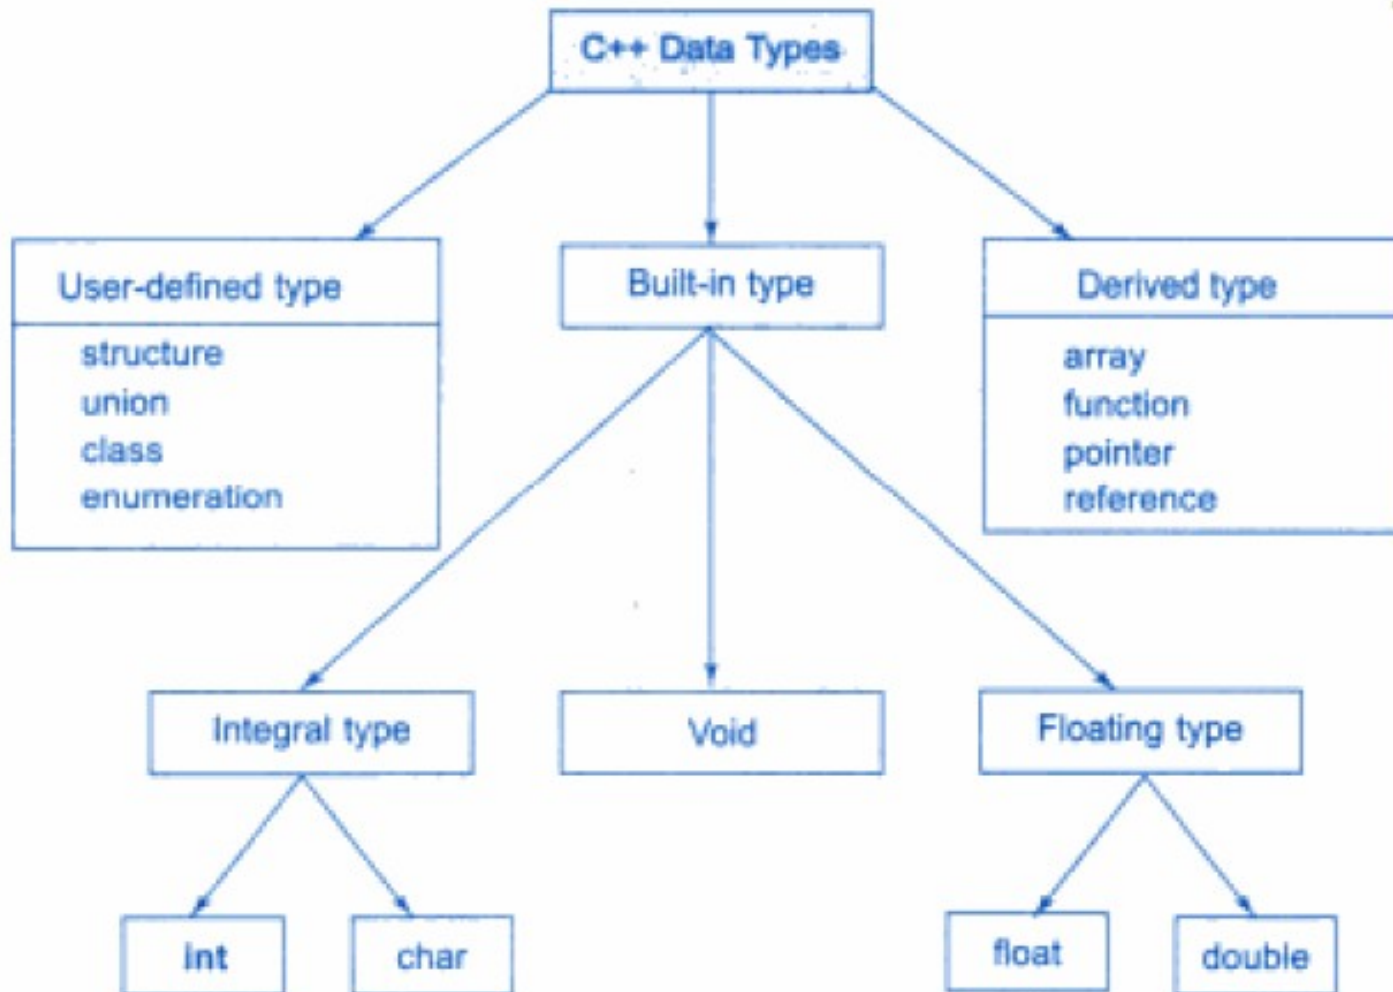 C++ Data Types
User-defined type
structure
union
class
enumeration
Built-in type
Derived type
array
function
pointer
reference
Integral type
Void
Floating type
int
char
float
double